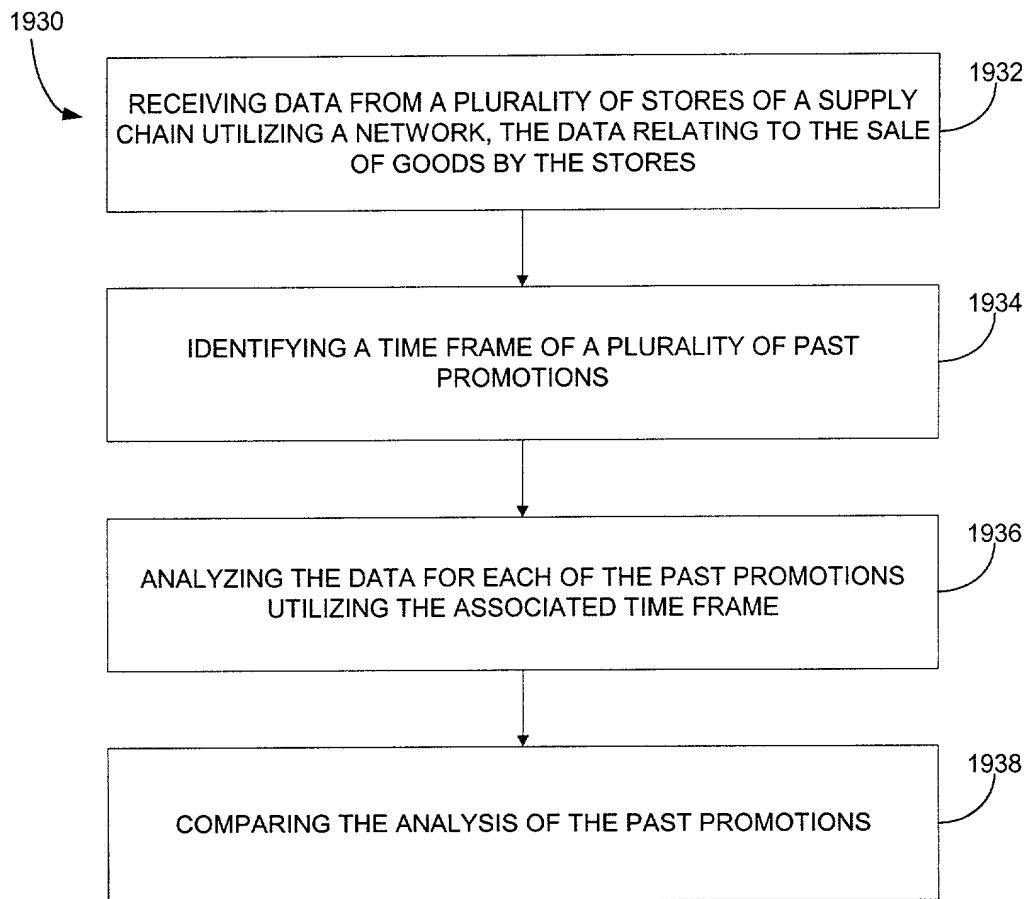 1930
1932
RECEIVING DATA FROM A PLURALITY OF STORES OF A SUPPLY
CHAIN UTILIZING A NETWORK, THE DATA RELATING TO THE SALE
OF GOODS BY THE STORES
1934
IDENTIFYING A TIME FRAME OF A PLURALITY OF PAST
PROMOTIONS
1936
ANALYZING THE DATA FOR EACH OF THE PAST PROMOTIONS
UTILIZING THE ASSOCIATED TIME FRAME
1938
COMPARING THE ANALYSIS OF THE PAST PROMOTIONS